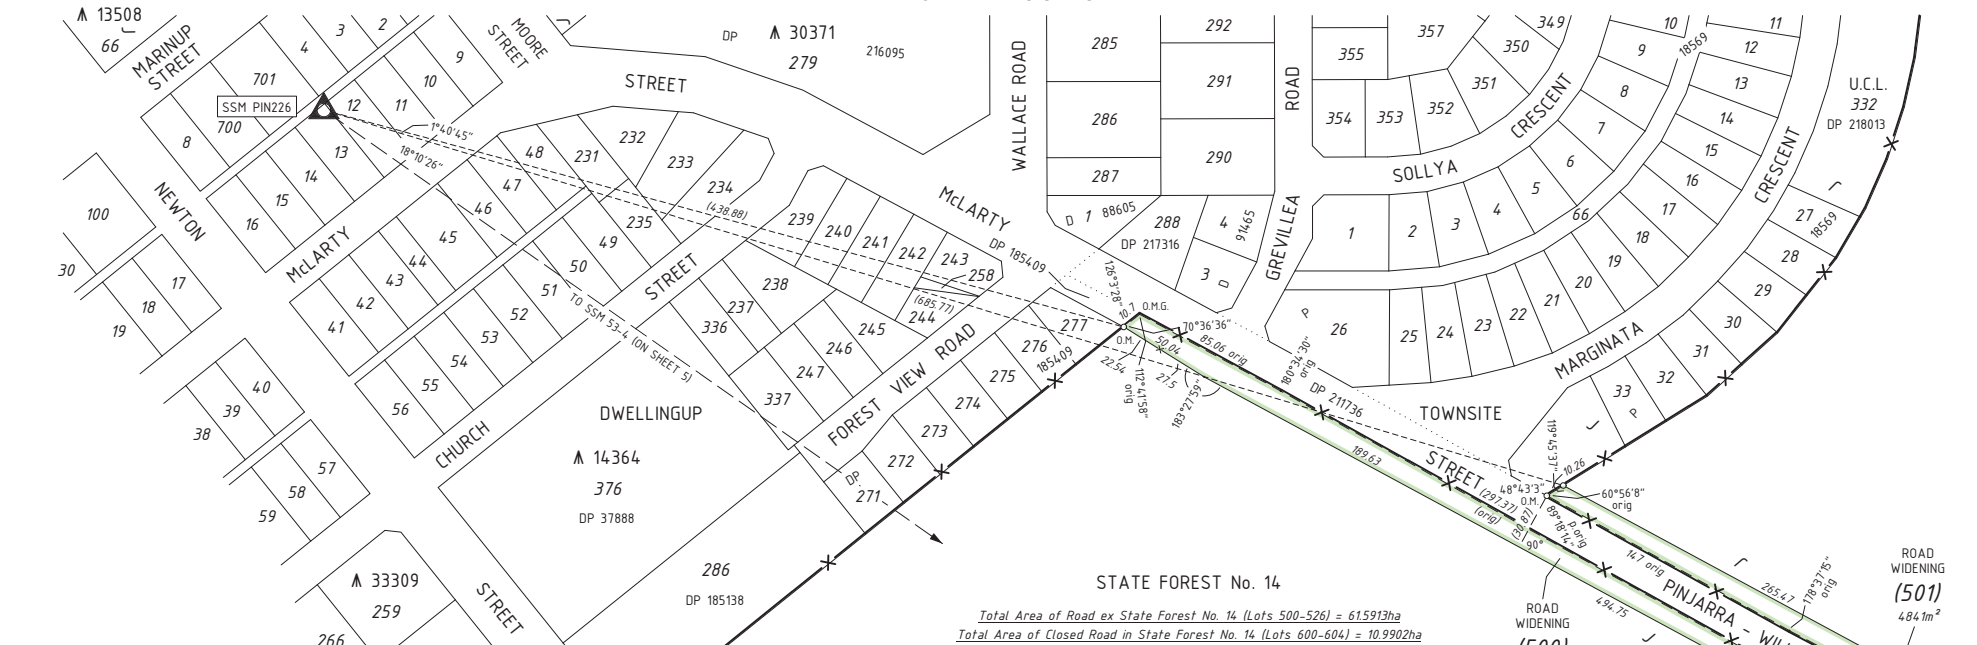 ⩚ 13508
66
MARINUP
STREET
3
2
4
MOORE
STREET
9
10
701
SSM PIN226
700
12
11
8
13
14
15
16
1°40'45"
18°10'26"
DP
⩚ 30371
216095
279
STREET
48
231
232
233
234
47
46
235
49
45
44
43
42
41
50
51
52
53
54
55
56
NEWTON
100
30
17
18
19
McLARTY
STREET
(438.88)
239
240
241
242
243
258
(685.77)
244
245
246
247
238
237
336
337
TO SSM 53-4 (ON SHEET 5)
40
39
38
57
58
59
CHURCH
DWELLINGUP
⩚ 14364
376
DP 37888
FOREST VIEW ROAD
277
276
185409
275
274
273
272
271
DP
286
DP 185138
⩚ 33309
259
266
STREET
WALLACE ROAD
285
286
287
292
291
290
D 1 88605
288
DP 217316
4
91465
3
D
McLARTY
DP 185409
ROAD
GREVILLEA
355
357
349
350
351
352
353
354
SOLLYA
CRESCENT
10
9
8
7
6
5
4
3
2
1
66
18569
11
12
13
14
15
16
17
18
19
20
21
22
23
24
25
26
P
MARGINATA
CRESCENT
U.C.L.
332
DP 218013
27
18569
28
29
30
31
32
33
P
126°3'28"
10.1
O.M.G.
O.M.
70°36'36"
85.06 orig
50.04
22.54
27.5
112°41'58"
orig
183°27'59"
180°34'30"
orig
DP 211736
TOWNSITE
189.63
STREET
(297.37)
(orig)
119°45'37"
10.26
48°43'3"
O.M.
60°56'8"
orig
(30.87)
90°
89°18'14"
p.orig
147 orig
265.47
178°37'15"
orig
494.75
PINJARRA - WIL
ROAD
WIDENING
(500)
ROAD
WIDENING
(501)
4841m²
STATE FOREST No. 14
Total Area of Road ex State Forest No. 14 (Lots 500-526) = 61.5913ha
Total Area of Closed Road in State Forest No. 14 (Lots 600-604) = 10.9902ha